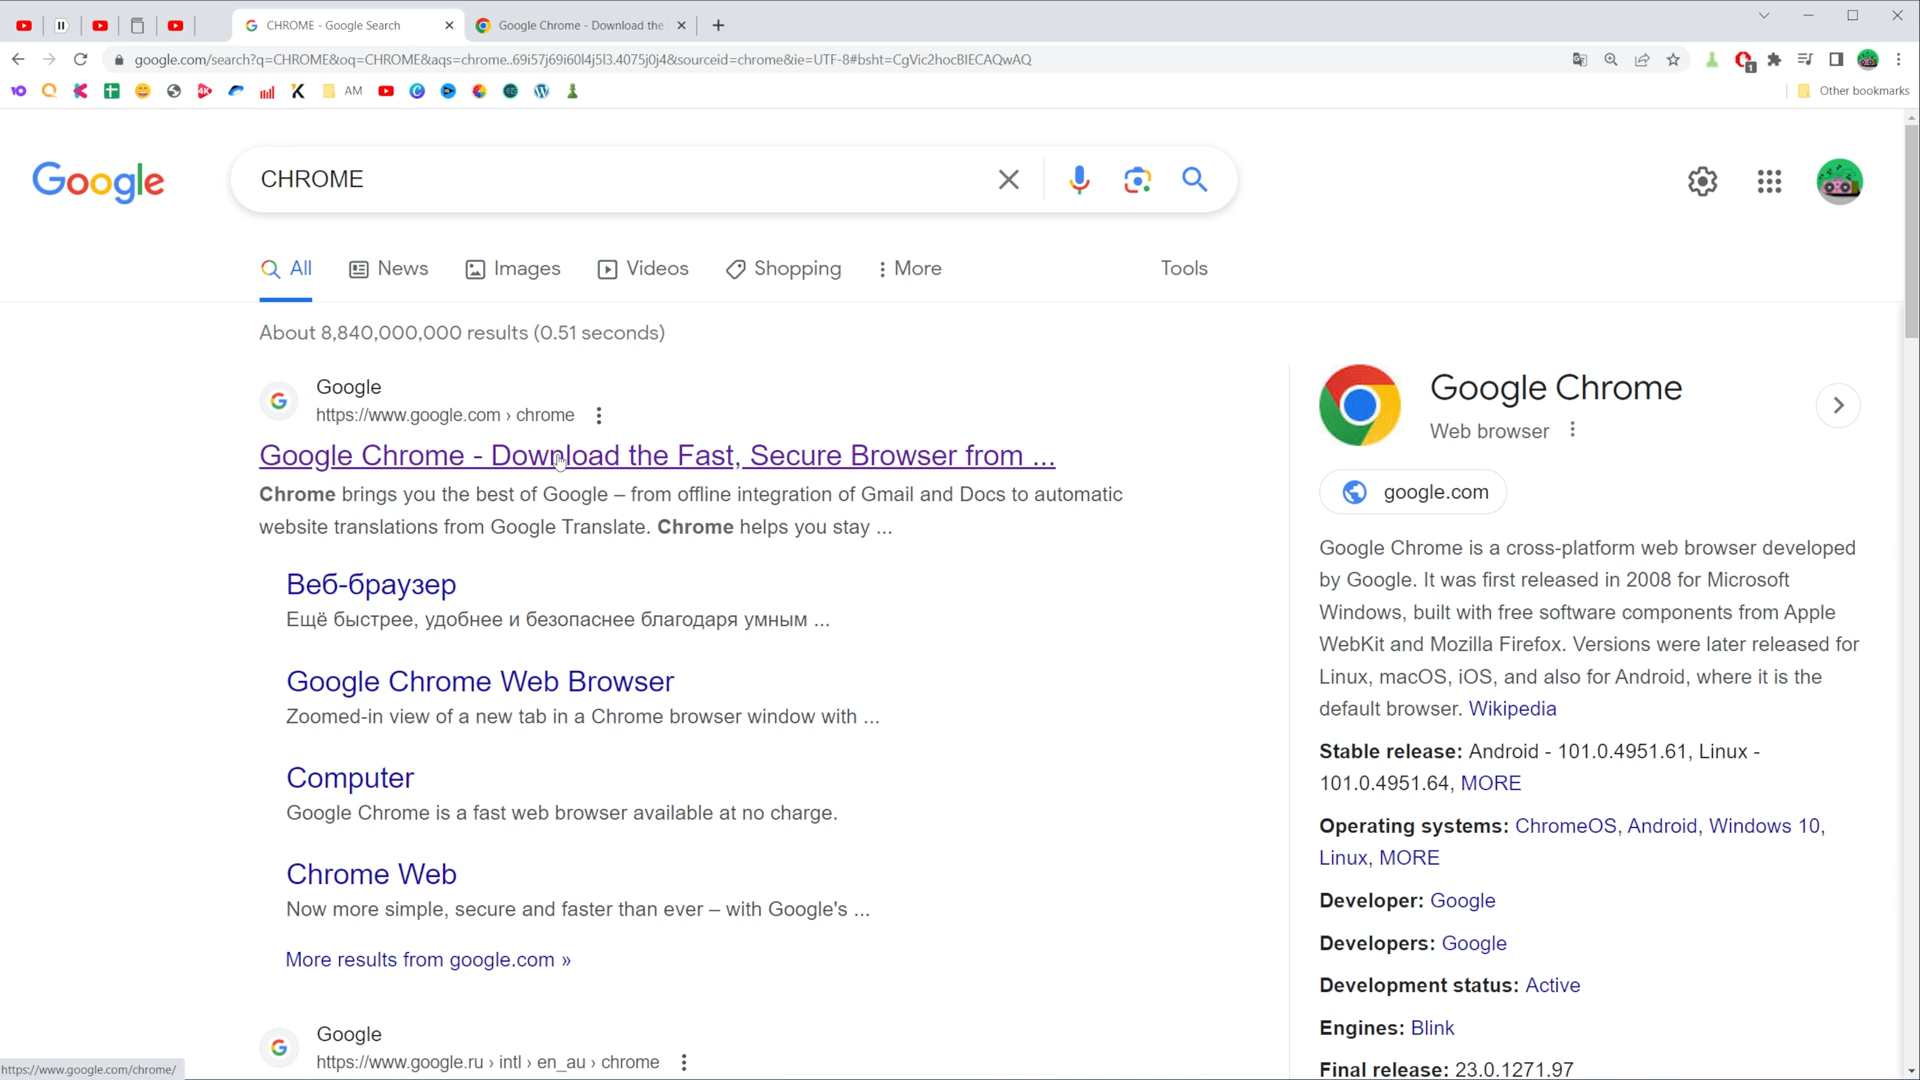 CHROME - Google Search
Google Chrome - Download the
google.com/search?q=CHROME&oq=CHROME&aqs=chrome..69i57j69i60l4j5l3.4075j0j4&sourceid=chrome&ie=UTF-8#bsht=CgVic2hocBIECAQwAQ
AM
Other bookmarks
Google
CHROME
All
News
Images
Videos
Shopping
More
Tools
About 8,840,000,000 results (0.51 seconds)
Google
https://www.google.com › chrome
Google Chrome - Download the Fast, Secure Browser from ...
Chrome brings you the best of Google – from offline integration of Gmail and Docs to automatic
website translations from Google Translate. Chrome helps you stay ...
Веб-браузер
Ещё быстрее, удобнее и безопаснее благодаря умным ...
Google Chrome Web Browser
Zoomed-in view of a new tab in a Chrome browser window with ...
Computer
Google Chrome is a fast web browser available at no charge.
Chrome Web
Now more simple, secure and faster than ever – with Google's ...
More results from google.com »
Google
https://www.google.ru › intl › en_au › chrome
Google Chrome
Web browser
google.com
Google Chrome is a cross-platform web browser developed
by Google. It was first released in 2008 for Microsoft
Windows, built with free software components from Apple
WebKit and Mozilla Firefox. Versions were later released for
Linux, macOS, iOS, and also for Android, where it is the
default browser. Wikipedia
Stable release: Android - 101.0.4951.61, Linux -
101.0.4951.64, MORE
Operating systems: ChromeOS, Android, Windows 10,
Linux, MORE
Developer: Google
Developers: Google
Development status: Active
Engines: Blink
Final release: 23.0.1271.97
https://www.google.com/chrome/